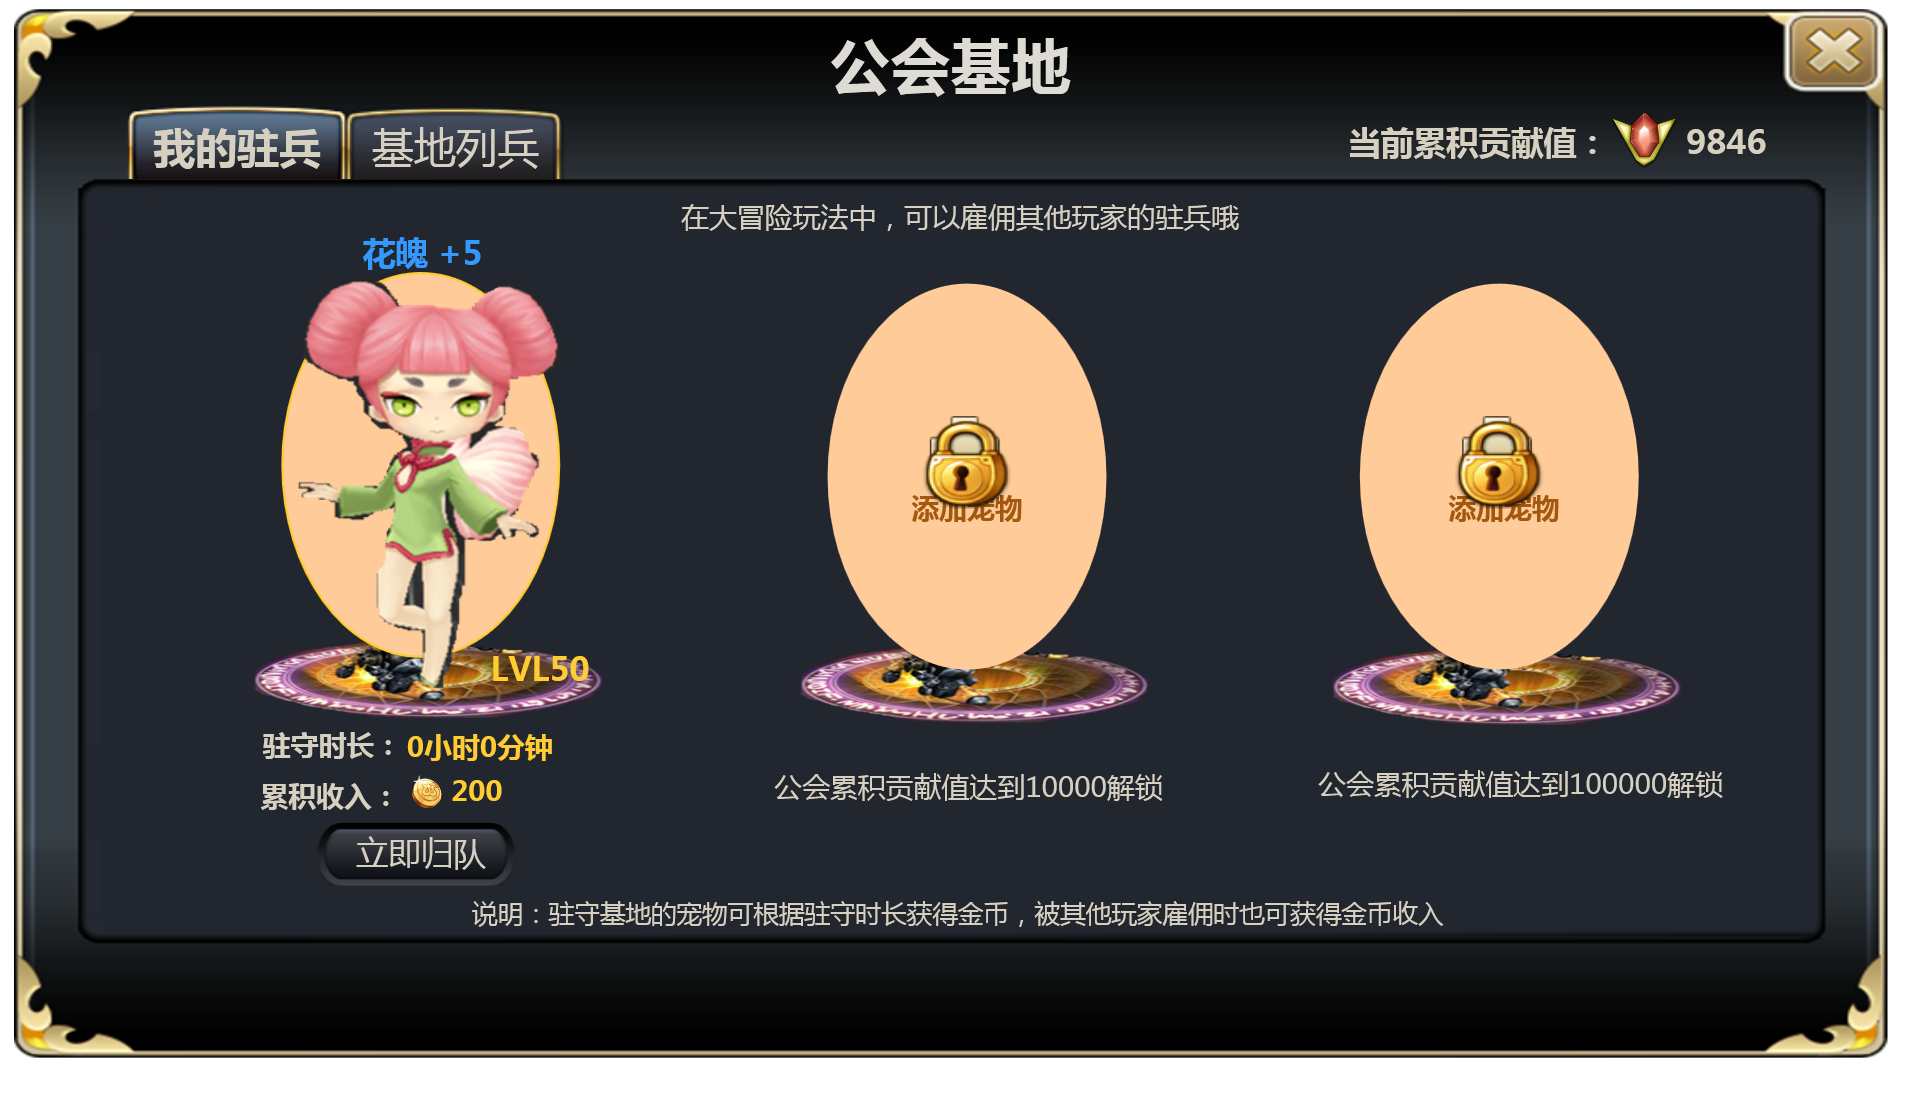 公会基地
我的驻兵 基地列兵
当前累积贡献值： 9846
在大冒险玩法中，可以雇佣其他玩家的驻兵哦
花魄 +5
添加宠物 添加宠物
LVL50
驻守时长： 0小时0分钟
累积收入： 200
公会累积贡献值达到10000解锁
公会累积贡献值达到100000解锁
立即归队
说明：驻守基地的宠物可根据驻守时长获得金币，被其他玩家雇佣时也可获得金币收入